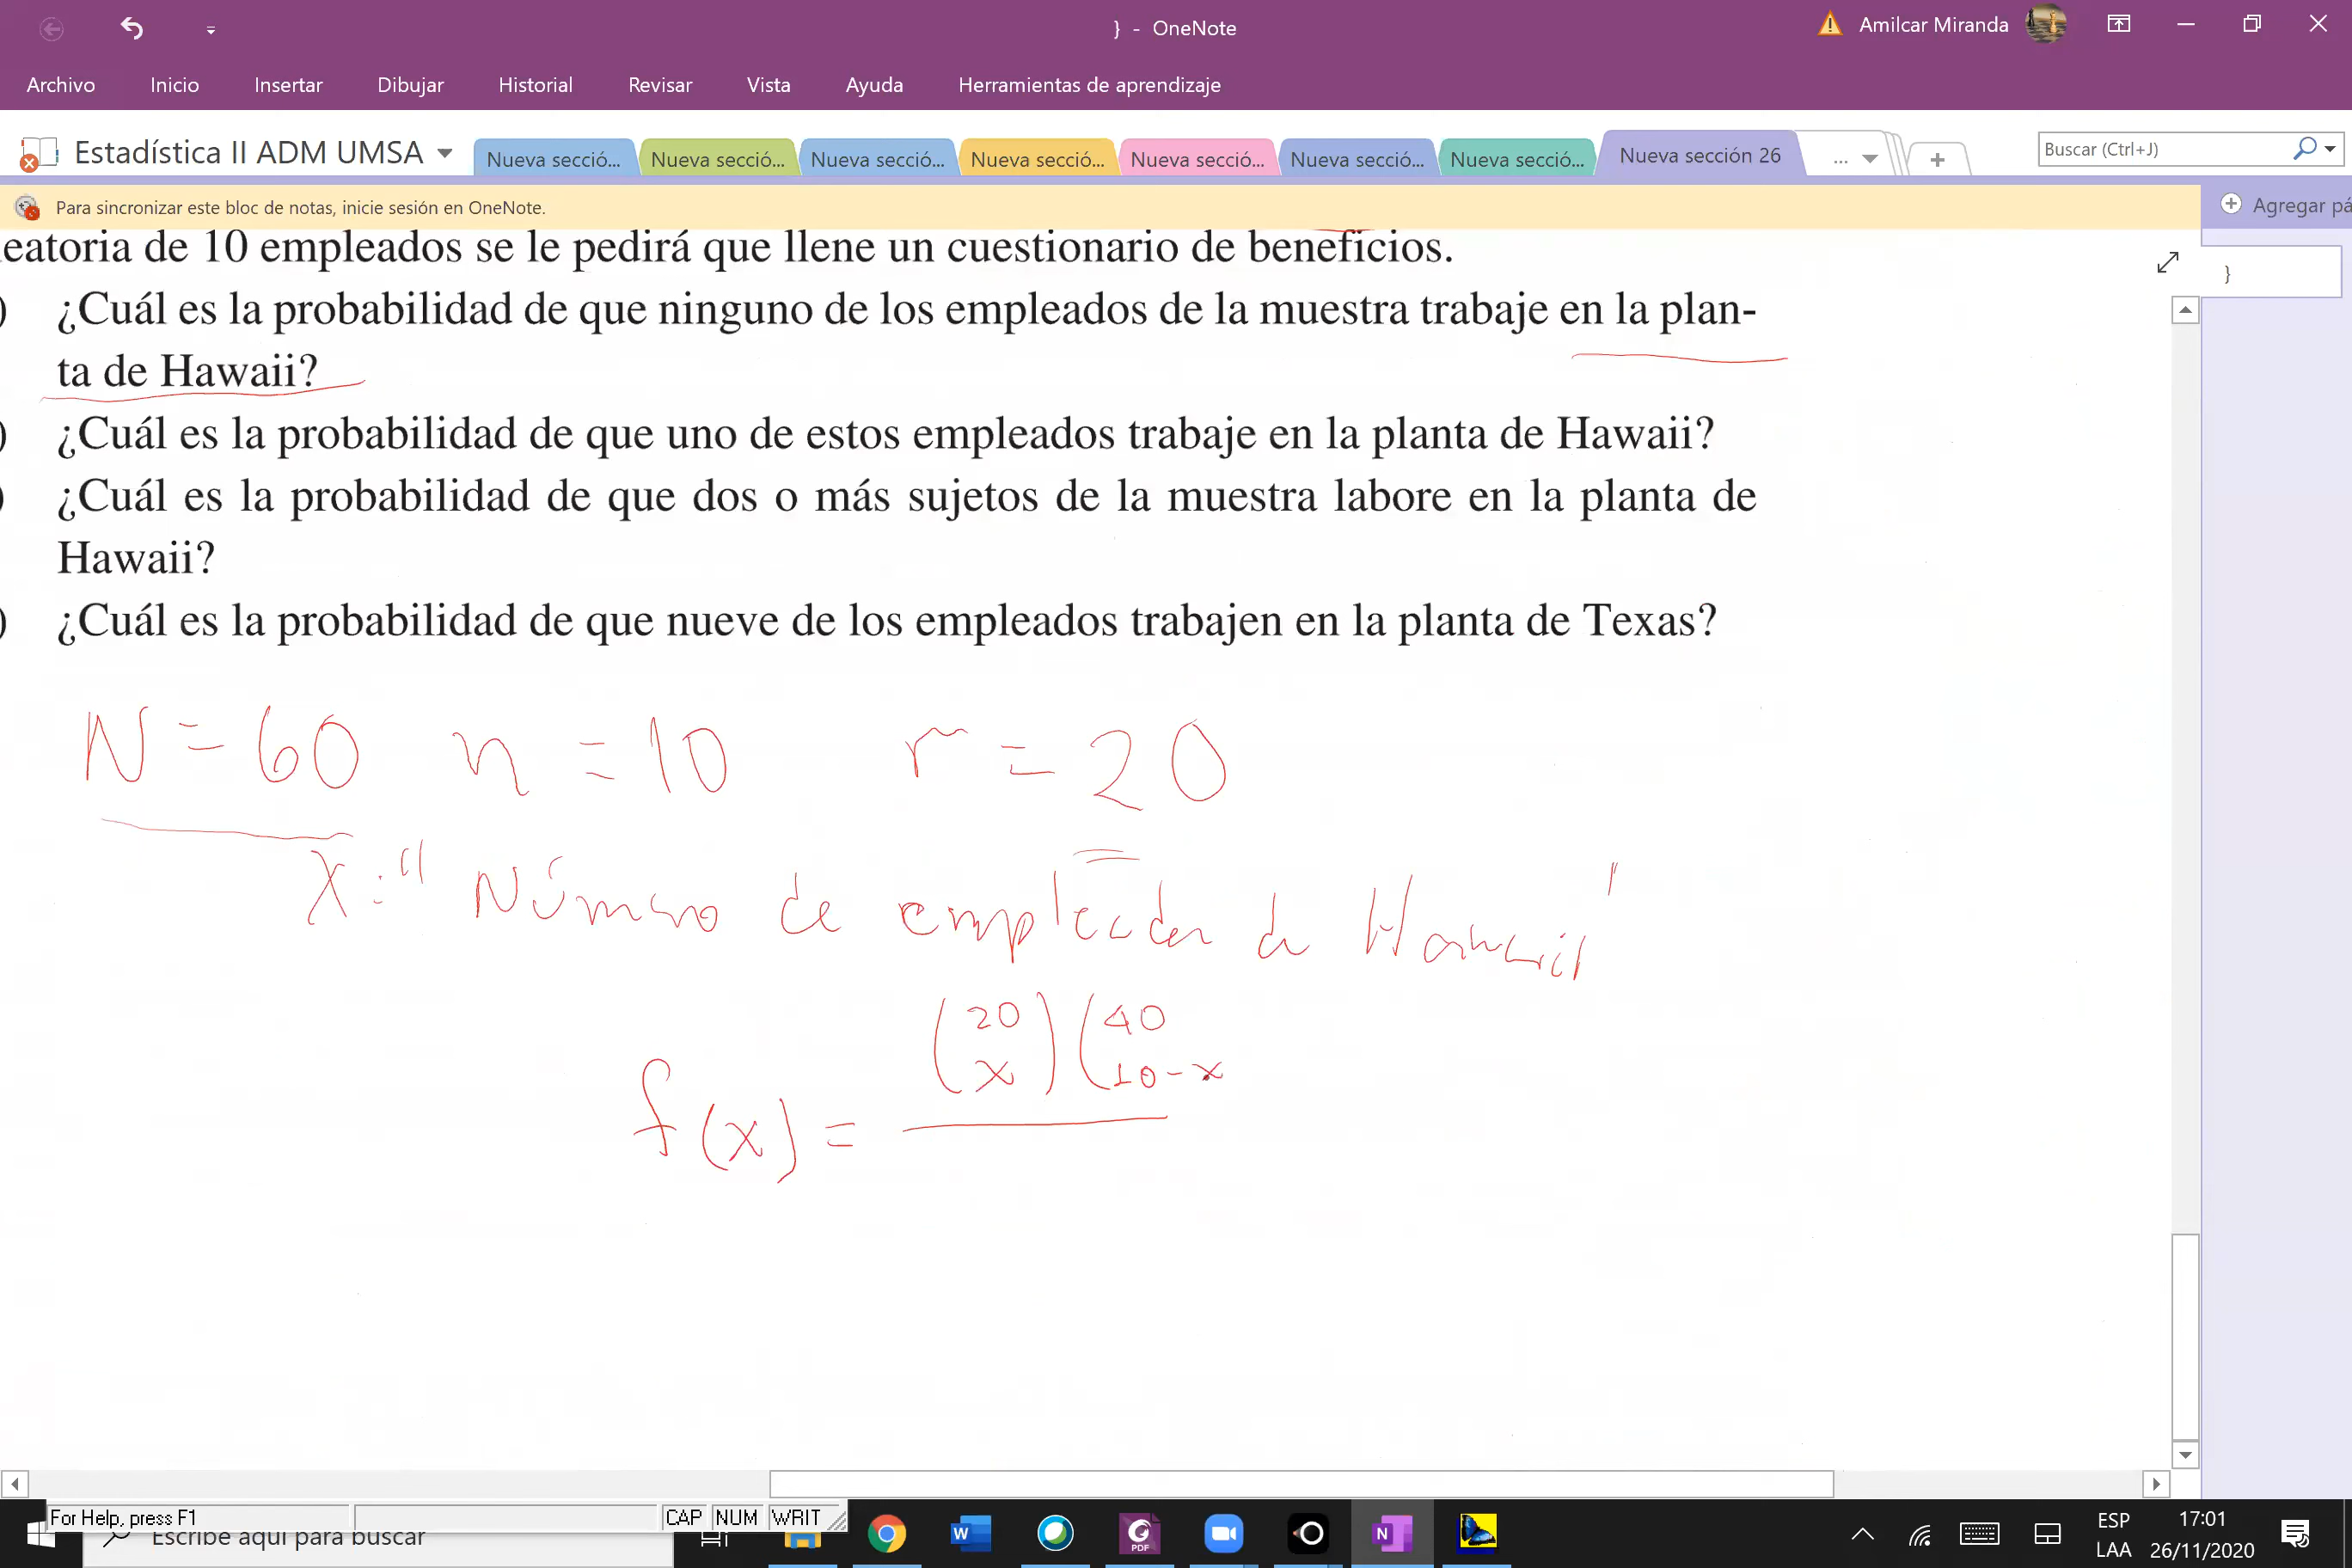 } - OneNote
Amilcar Miranda
Archivo Inicio Insertar Dibujar Historial Revisar Vista Ayuda Herramientas de aprendizaje
Estadística II ADM UMSA
Nueva secció... Nueva secció... Nueva secció... Nueva secció... Nueva secció... Nueva secció... Nueva secció... Nueva sección 26 ... +
Buscar (Ctrl+J)
Para sincronizar este bloc de notas, inicie sesión en OneNote.
Agregar pá
}
eatoria de 10 empleados se le pedirá que llene un cuestionario de beneficios.
) ¿Cuál es la probabilidad de que ninguno de los empleados de la muestra trabaje en la plan-
ta de Hawaii?
) ¿Cuál es la probabilidad de que uno de estos empleados trabaje en la planta de Hawaii?
) ¿Cuál es la probabilidad de que dos o más sujetos de la muestra labore en la planta de
Hawaii?
) ¿Cuál es la probabilidad de que nueve de los empleados trabajen en la planta de Texas?
N = 60 n = 10 r = 20
X : " Número de empleados de Hawaii "
(20 (40
x) 10-x
f(x) =
For Help, press F1 CAP NUM WRIT
Escribe aquí para buscar
ESP
LAA
17:01
26/11/2020